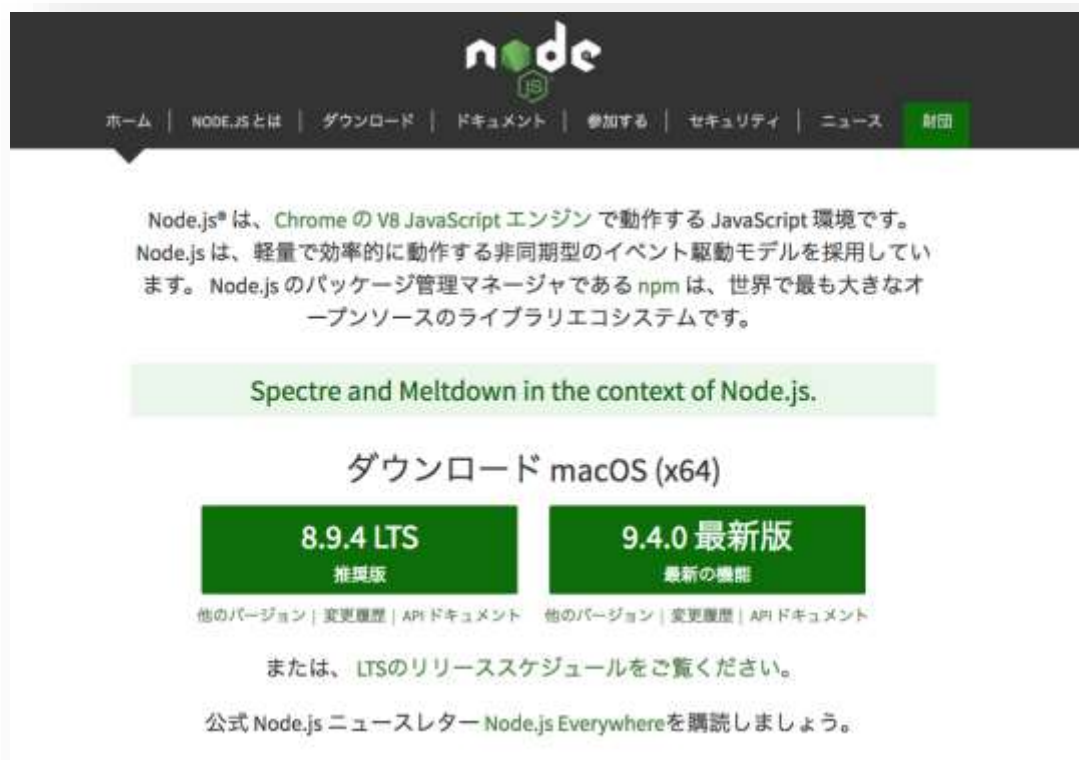 node
JS
ホーム | NODE.JSとは | ダウンロード | ドキュメント | 参加する | セキュリティ | ニュース 財団
Node.js® は、Chrome の V8 JavaScript エンジン で動作する JavaScript 環境です。
Node.js は、軽量で効率的に動作する非同期型のイベント駆動モデルを採用してい
ます。 Node.js のパッケージ管理マネージャである npm は、世界で最も大きなオ
ープンソースのライブラリエコシステムです。
Spectre and Meltdown in the context of Node.js.
ダウンロード macOS (x64)
8.9.4 LTS 9.4.0 最新版
推奨版 最新の機能
他のバージョン | 変更履歴 | API ドキュメント 他のバージョン | 変更履歴 | API ドキュメント
または、 LTSのリリーススケジュールをご覧ください。
公式 Node.js ニュースレター Node.js Everywhereを購読しましょう。